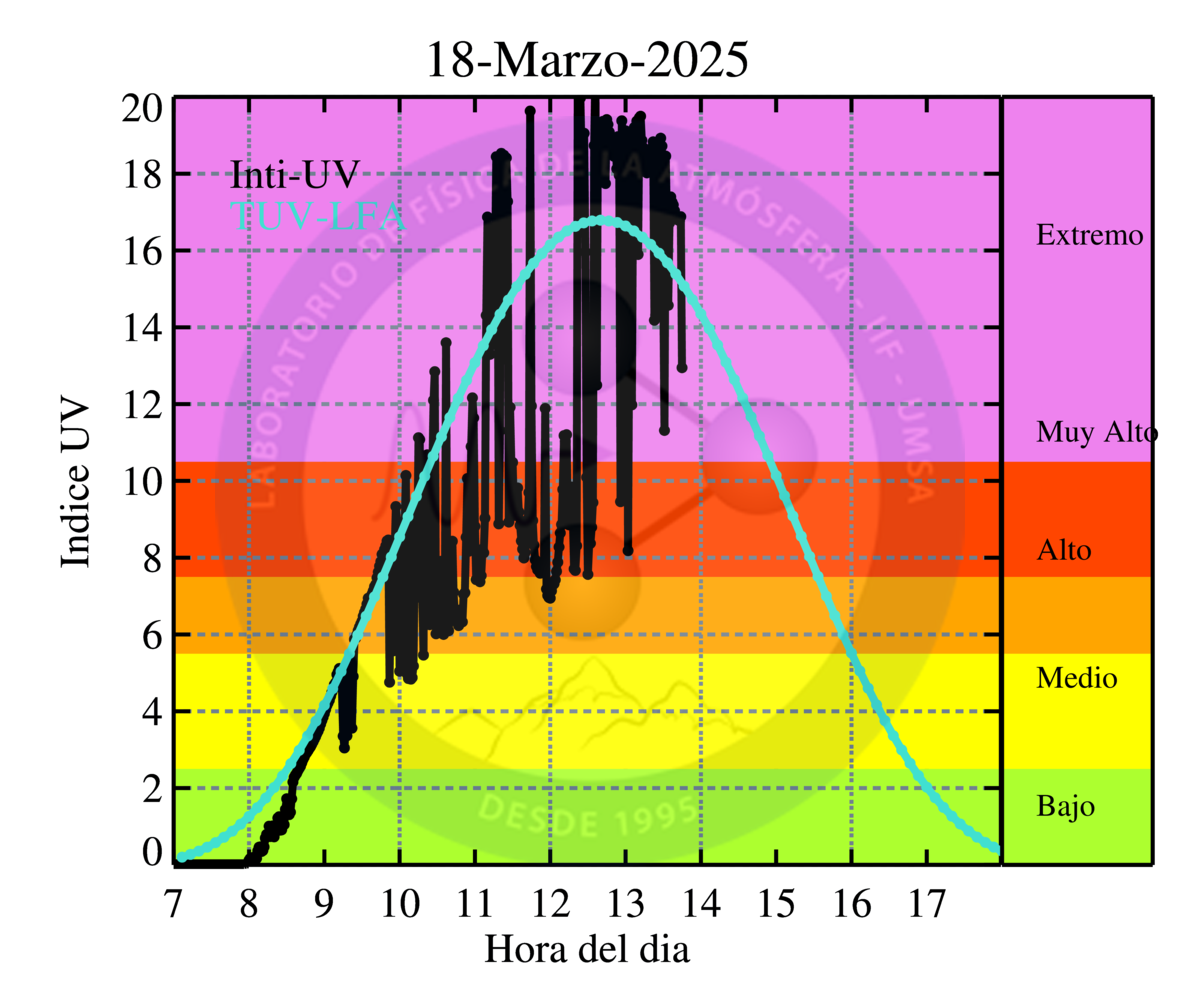 18-Marzo-2025
Indice UV
20
18
16
14
12
10
8
6
4
2
0
Inti-UV
TUV-LFA
LABORATORIO DE FÍSICA DE LA ATMÓSFERA - IIF - UMSA
DESDE 1995
Extremo
Muy Alto
Alto
Medio
Bajo
7 8 9 10 11 12 13 14 15 16 17
Hora del dia